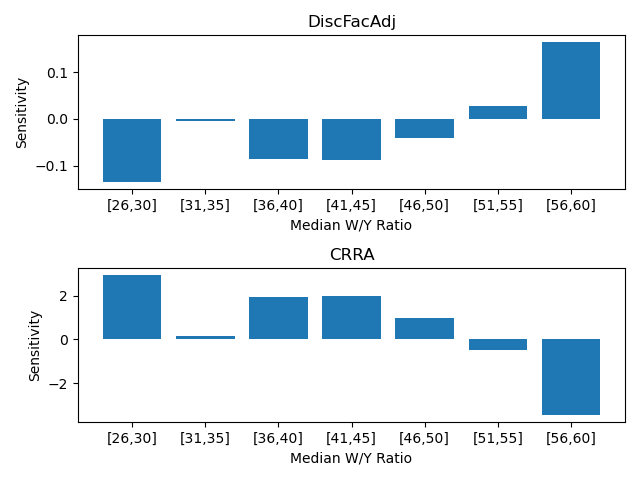 DiscFacAdj
0.1
0.0
−0.1
Sensitivity
[26,30] [31,35] [36,40] [41,45] [46,50] [51,55] [56,60]
Median W/Y Ratio
CRRA
2
0
−2
Sensitivity
[26,30] [31,35] [36,40] [41,45] [46,50] [51,55] [56,60]
Median W/Y Ratio